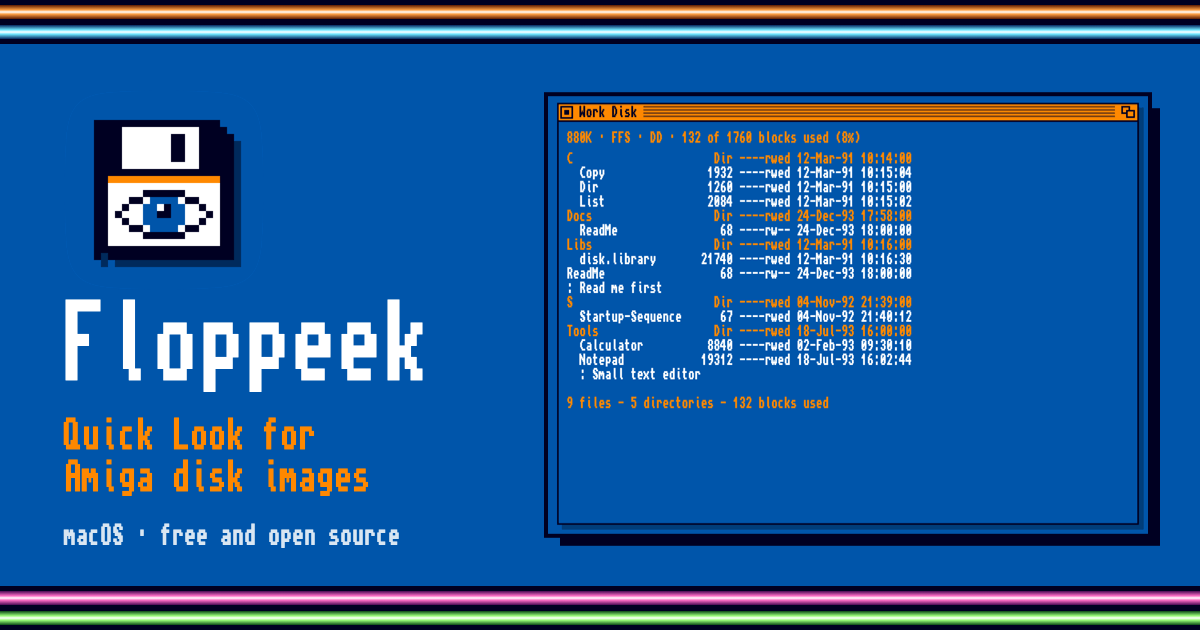 Floppeek
Quick Look for
Amiga disk images
macOS · free and open source
Work Disk
880K · FFS · DD · 132 of 1760 blocks used (8%)
C Dir ----rwed 12-Mar-91 10:14:00
Copy 1932 ----rwed 12-Mar-91 10:15:04
Dir 1260 ----rwed 12-Mar-91 10:15:00
List 2084 ----rwed 12-Mar-91 10:15:02
Docs Dir ----rwed 24-Dec-93 17:58:00
ReadMe 68 ----rw-- 24-Dec-93 18:00:00
Libs Dir ----rwed 12-Mar-91 10:16:00
disk.library 21740 ----rwed 12-Mar-91 10:16:30
ReadMe 68 ----rw-- 24-Dec-93 18:00:00
: Read me first
S Dir ----rwed 04-Nov-92 21:39:00
Startup-Sequence 67 ----rwed 04-Nov-92 21:40:12
Tools Dir ----rwed 18-Jul-93 16:00:00
Calculator 8840 ----rwed 02-Feb-93 09:30:10
Notepad 19312 ----rwed 18-Jul-93 16:02:44
: Small text editor
9 files - 5 directories - 132 blocks used